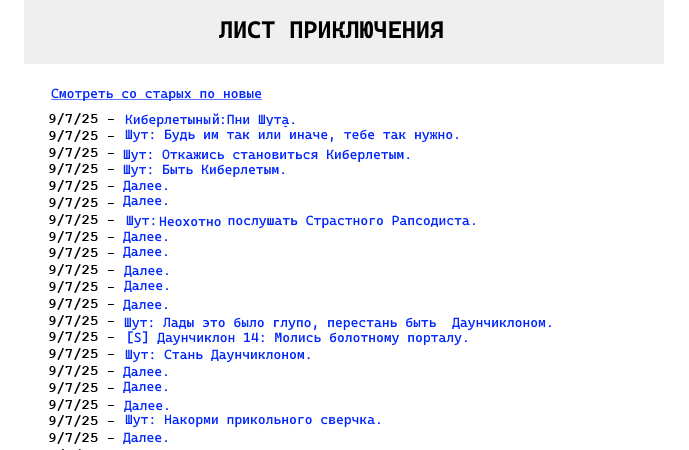 ЛИСТ ПРИКЛЮЧЕНИЯ
Смотреть со старых по новые
9/7/25 – Киберлетыный:Пни Шута.
9/7/25 – Шут: Будь им так или иначе, тебе так нужно.
9/7/25 – Шут: Откажись становиться Киберлетым.
9/7/25 – Шут: Быть Киберлетым.
9/7/25 – Далее.
9/7/25 – Далее.
9/7/25 – Шут:Неохотно послушать Страстного Рапсодиста.
9/7/25 – Далее.
9/7/25 – Далее.
9/7/25 – Далее.
9/7/25 – Далее.
9/7/25 – Далее.
9/7/25 – Шут: Лады это было глупо, перестань быть Даунчиклоном.
9/7/25 – [S] Даунчиклон 14: Молись болотному порталу.
9/7/25 – Шут: Стань Даунчиклоном.
9/7/25 – Далее.
9/7/25 – Далее.
9/7/25 – Далее.
9/7/25 – Шут: Накорми прикольного сверчка.
9/7/25 – Далее.